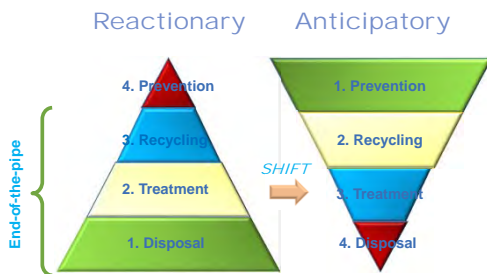 Reactionary
Anticipatory
4. Prevention
3. Recycling
2. Treatment
1. Disposal
End-of-the-pipe
SHIFT
1. Prevention
2. Recycling
3. Treatment
4. Disposal